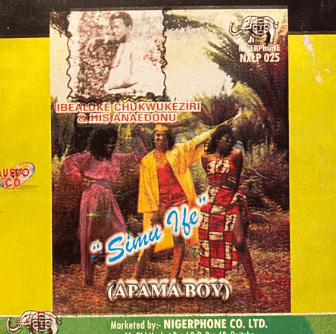 NIGERPHONE
NXLP 025
IBEALOKE CHUKWUKEZIRI
& HIS ANAEDONU
AUDIO
CD
"Simu Ife"
(APAMA BOY)
Marketed by:- NIGERPHONE CO. LTD.